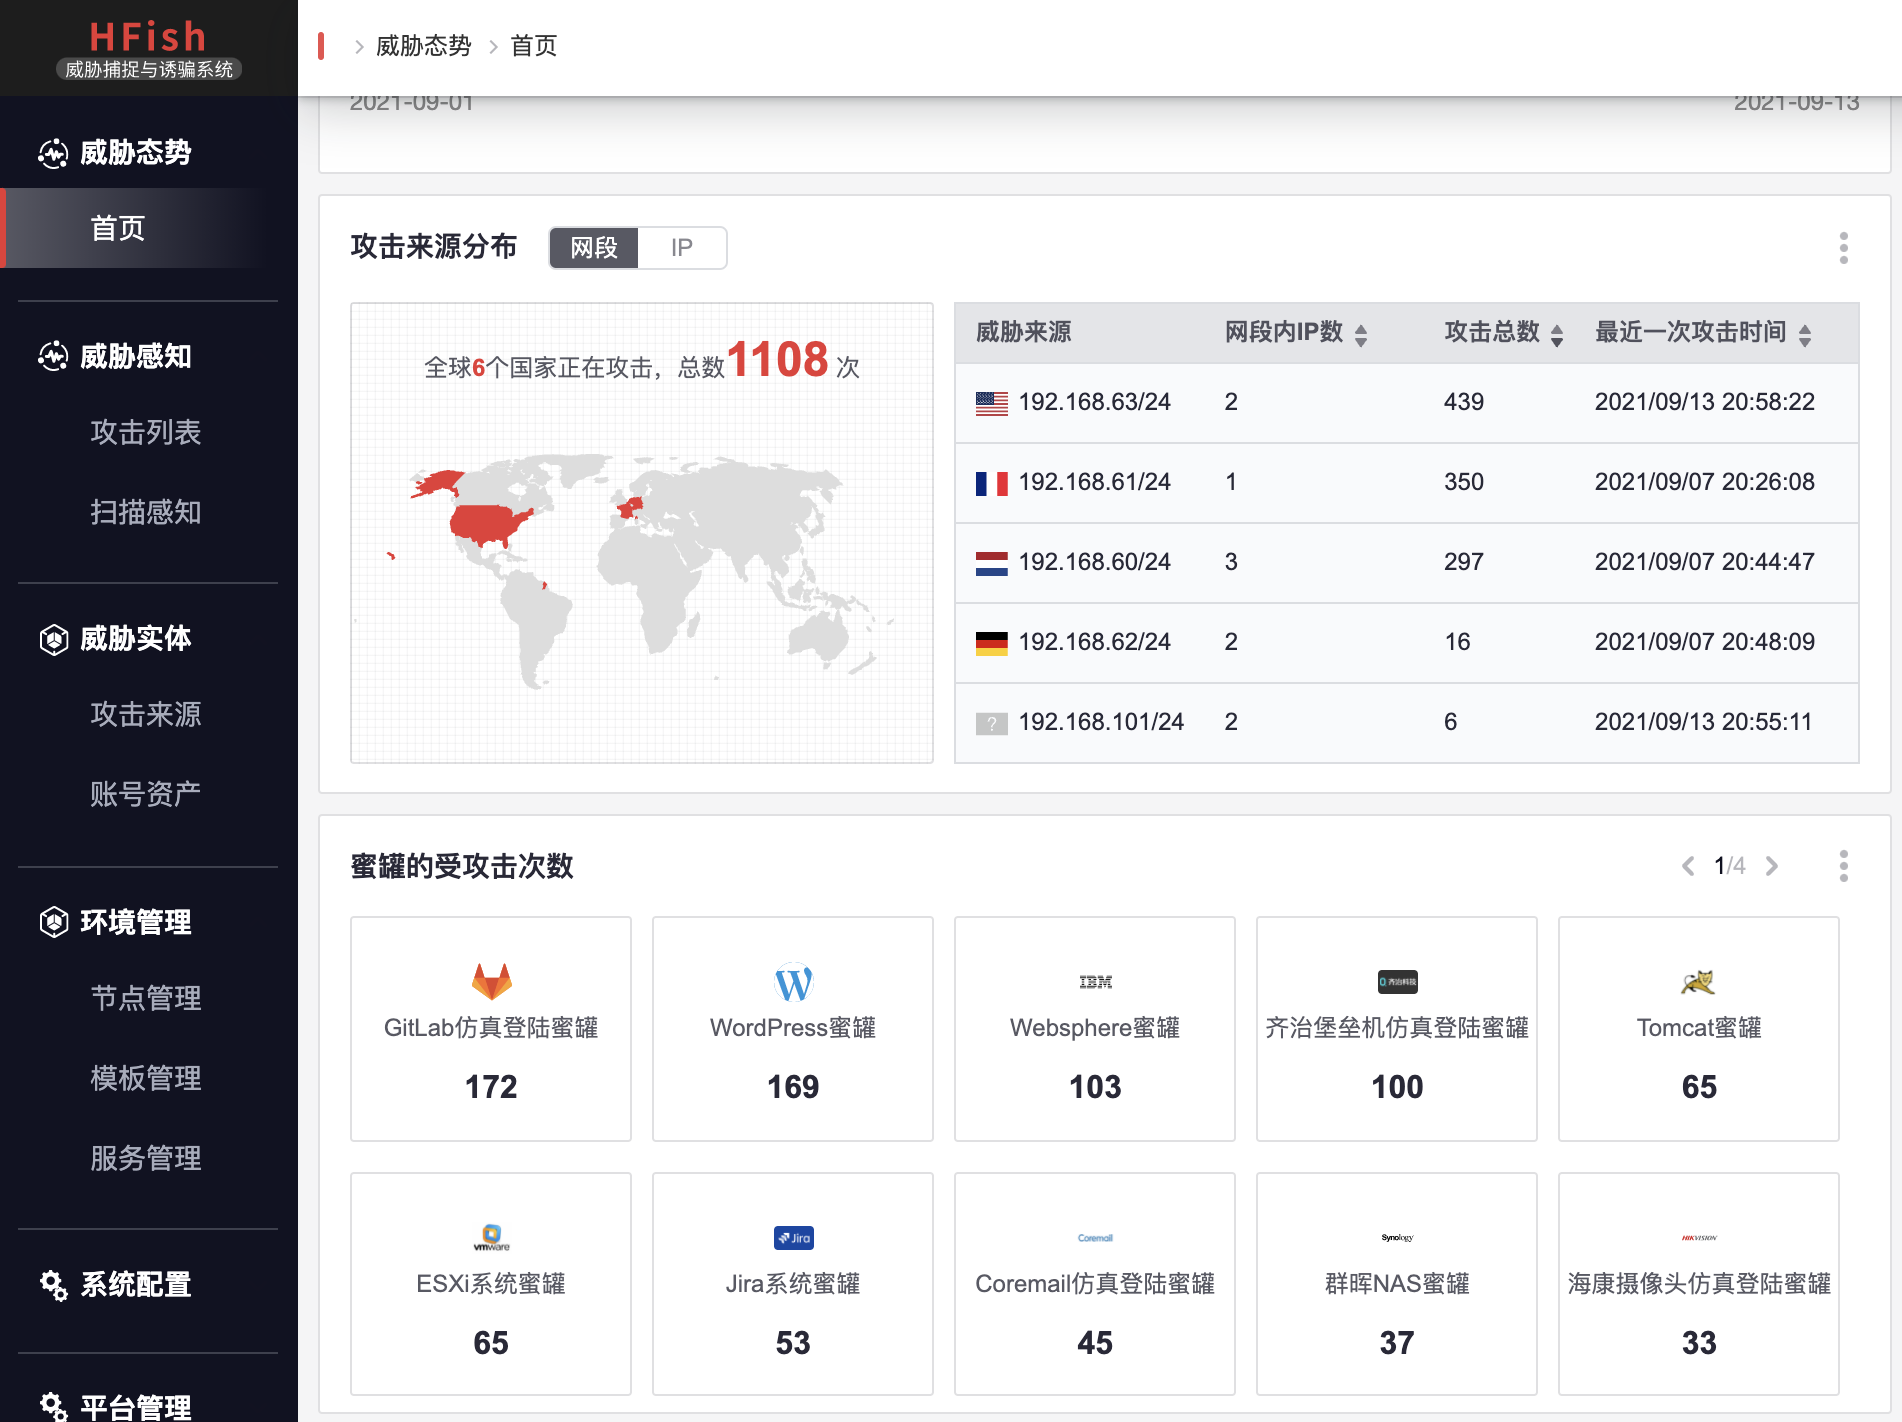 HFish
威胁捕捉与诱骗系统
威胁态势
首页
威胁感知
攻击列表
扫描感知
威胁实体
攻击来源
账号资产
环境管理
节点管理
模板管理
服务管理
系统配置
平台管理
> 威胁态势 > 首页
2021-09-01
2021-09-13
攻击来源分布
网段 IP
全球6个国家正在攻击，总数1108 次
威胁来源 网段内IP数 攻击总数 最近一次攻击时间
192.168.63/24 2 439 2021/09/13 20:58:22
192.168.61/24 1 350 2021/09/07 20:26:08
192.168.60/24 3 297 2021/09/07 20:44:47
192.168.62/24 2 16 2021/09/07 20:48:09
? 192.168.101/24 2 6 2021/09/13 20:55:11
蜜罐的受攻击次数
1/4
GitLab仿真登陆蜜罐
172
WordPress蜜罐
169
IBM
Websphere蜜罐
103
齐治科技
齐治堡垒机仿真登陆蜜罐
100
Tomcat蜜罐
65
vmware
ESXi系统蜜罐
65
Jira
Jira系统蜜罐
53
Coremail
Coremail仿真登陆蜜罐
45
Synology
群晖NAS蜜罐
37
HIKVISION
海康摄像头仿真登陆蜜罐
33